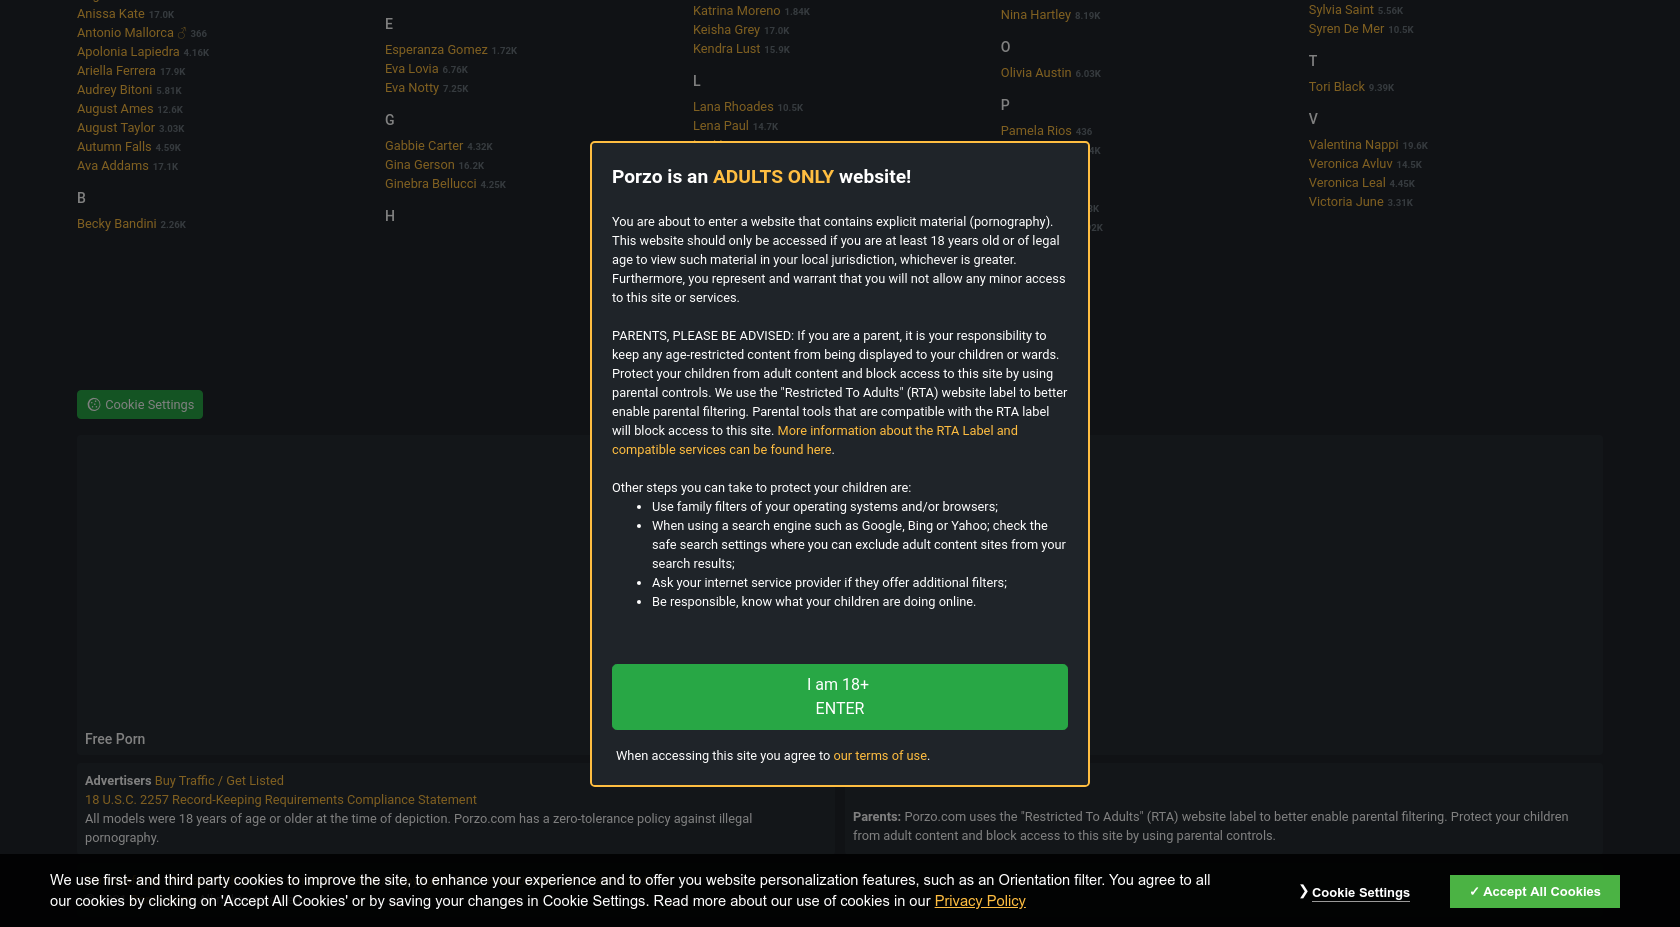 Anissa Kate 17.0K
Antonio Mallorca ♂ 366
Apolonia Lapiedra 4.16K
Ariella Ferrera 17.9K
Audrey Bitoni 5.81K
August Ames 12.6K
August Taylor 3.03K
Autumn Falls 4.59K
Ava Addams 17.1K
B
Becky Bandini 2.26K
E
Esperanza Gomez 1.72K
Eva Lovia 6.76K
Eva Notty 7.25K
G
Gabbie Carter 4.32K
Gina Gerson 16.2K
Ginebra Bellucci 4.25K
H
Katrina Moreno 1.84K
Keisha Grey 17.0K
Kendra Lust 15.9K
L
Lana Rhoades 10.5K
Lena Paul 14.7K
Nina Hartley 8.19K
O
Olivia Austin 6.03K
P
Pamela Rios 436
Sylvia Saint 5.56K
Syren De Mer 10.5K
T
Tori Black 9.39K
V
Valentina Nappi 19.6K
Veronica Avluv 14.5K
Veronica Leal 4.45K
Victoria June 3.31K
Porzo is an ADULTS ONLY website!
You are about to enter a website that contains explicit material (pornography).
This website should only be accessed if you are at least 18 years old or of legal
age to view such material in your local jurisdiction, whichever is greater.
Furthermore, you represent and warrant that you will not allow any minor access
to this site or services.
PARENTS, PLEASE BE ADVISED: If you are a parent, it is your responsibility to
keep any age-restricted content from being displayed to your children or wards.
Protect your children from adult content and block access to this site by using
parental controls. We use the "Restricted To Adults" (RTA) website label to better
enable parental filtering. Parental tools that are compatible with the RTA label
will block access to this site. More information about the RTA Label and
compatible services can be found here.
Other steps you can take to protect your children are:
• Use family filters of your operating systems and/or browsers;
• When using a search engine such as Google, Bing or Yahoo; check the
safe search settings where you can exclude adult content sites from your
search results;
• Ask your internet service provider if they offer additional filters;
• Be responsible, know what your children are doing online.
I am 18+
ENTER
When accessing this site you agree to our terms of use.
Cookie Settings
Free Porn
Advertisers Buy Traffic / Get Listed
18 U.S.C. 2257 Record-Keeping Requirements Compliance Statement
All models were 18 years of age or older at the time of depiction. Porzo.com has a zero-tolerance policy against illegal
pornography.
Parents: Porzo.com uses the "Restricted To Adults" (RTA) website label to better enable parental filtering. Protect your children
from adult content and block access to this site by using parental controls.
We use first- and third party cookies to improve the site, to enhance your experience and to offer you website personalization features, such as an Orientation filter. You agree to all
our cookies by clicking on 'Accept All Cookies' or by saving your changes in Cookie Settings. Read more about our use of cookies in our Privacy Policy
❯ Cookie Settings
✓ Accept All Cookies